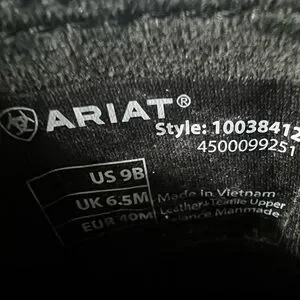 ARIAT®
Style: 10038412
4500099251
US 9B
UK 6.5M
EUR 40M
Made in Vietnam
Leather+Textile Upper
Balance Manmade